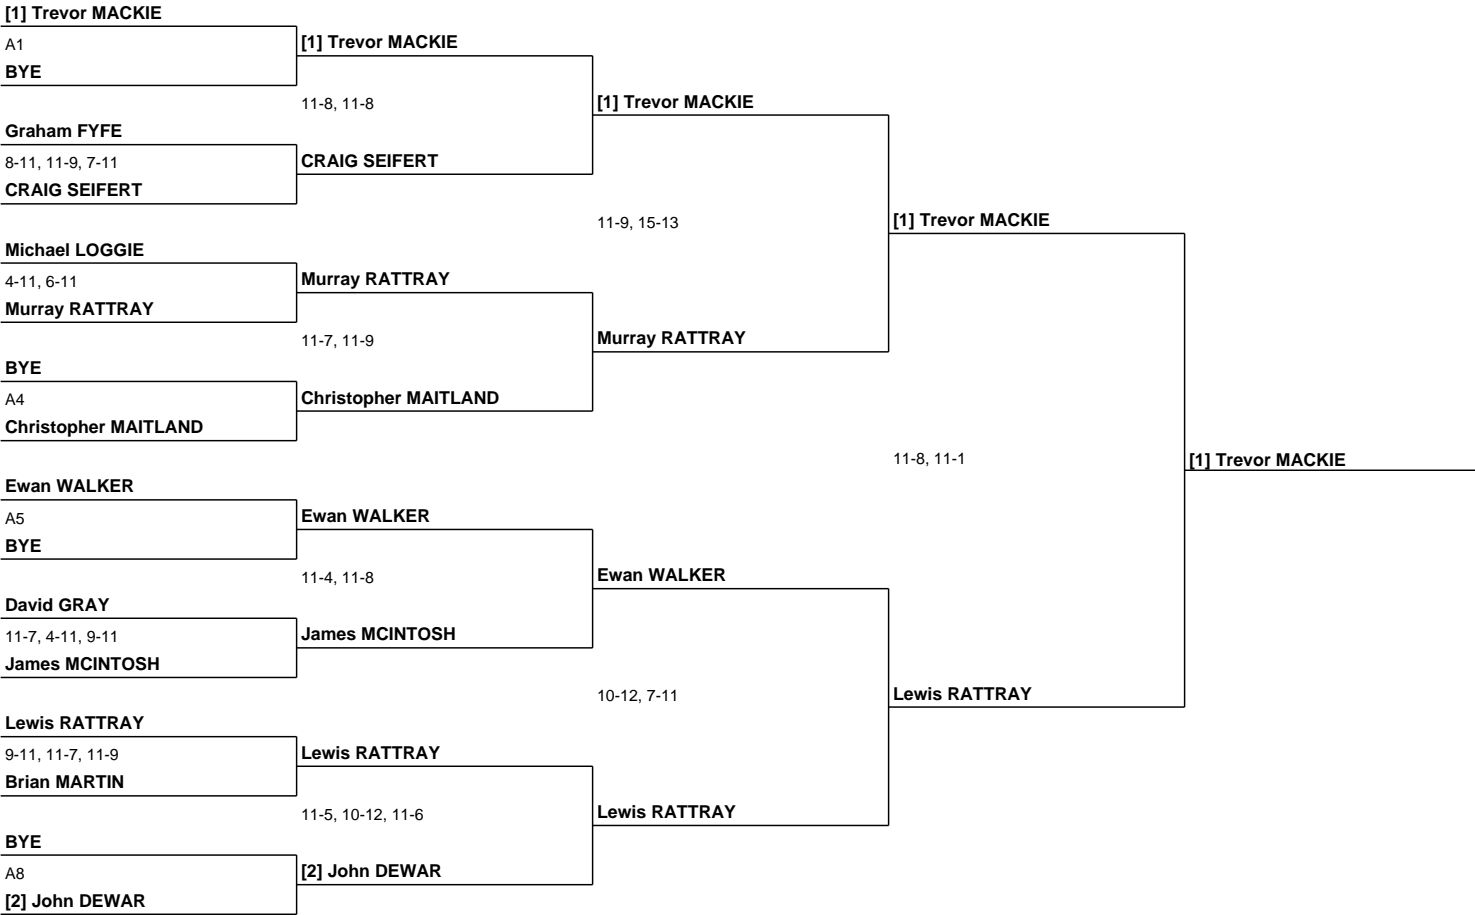 [1] Trevor MACKIE
A1
BYE
[1] Trevor MACKIE
11-8, 11-8
Graham FYFE
8-11, 11-9, 7-11
CRAIG SEIFERT
CRAIG SEIFERT
[1] Trevor MACKIE
11-9, 15-13
Michael LOGGIE
4-11, 6-11
Murray RATTRAY
Murray RATTRAY
11-7, 11-9
BYE
A4
Christopher MAITLAND
Christopher MAITLAND
Murray RATTRAY
[1] Trevor MACKIE
11-8, 11-1
[1] Trevor MACKIE
Ewan WALKER
A5
BYE
Ewan WALKER
11-4, 11-8
David GRAY
11-7, 4-11, 9-11
James MCINTOSH
James MCINTOSH
Ewan WALKER
10-12, 7-11
Lewis RATTRAY
Lewis RATTRAY
9-11, 11-7, 11-9
Brian MARTIN
Lewis RATTRAY
11-5, 10-12, 11-6
Lewis RATTRAY
BYE
A8
[2] John DEWAR
[2] John DEWAR